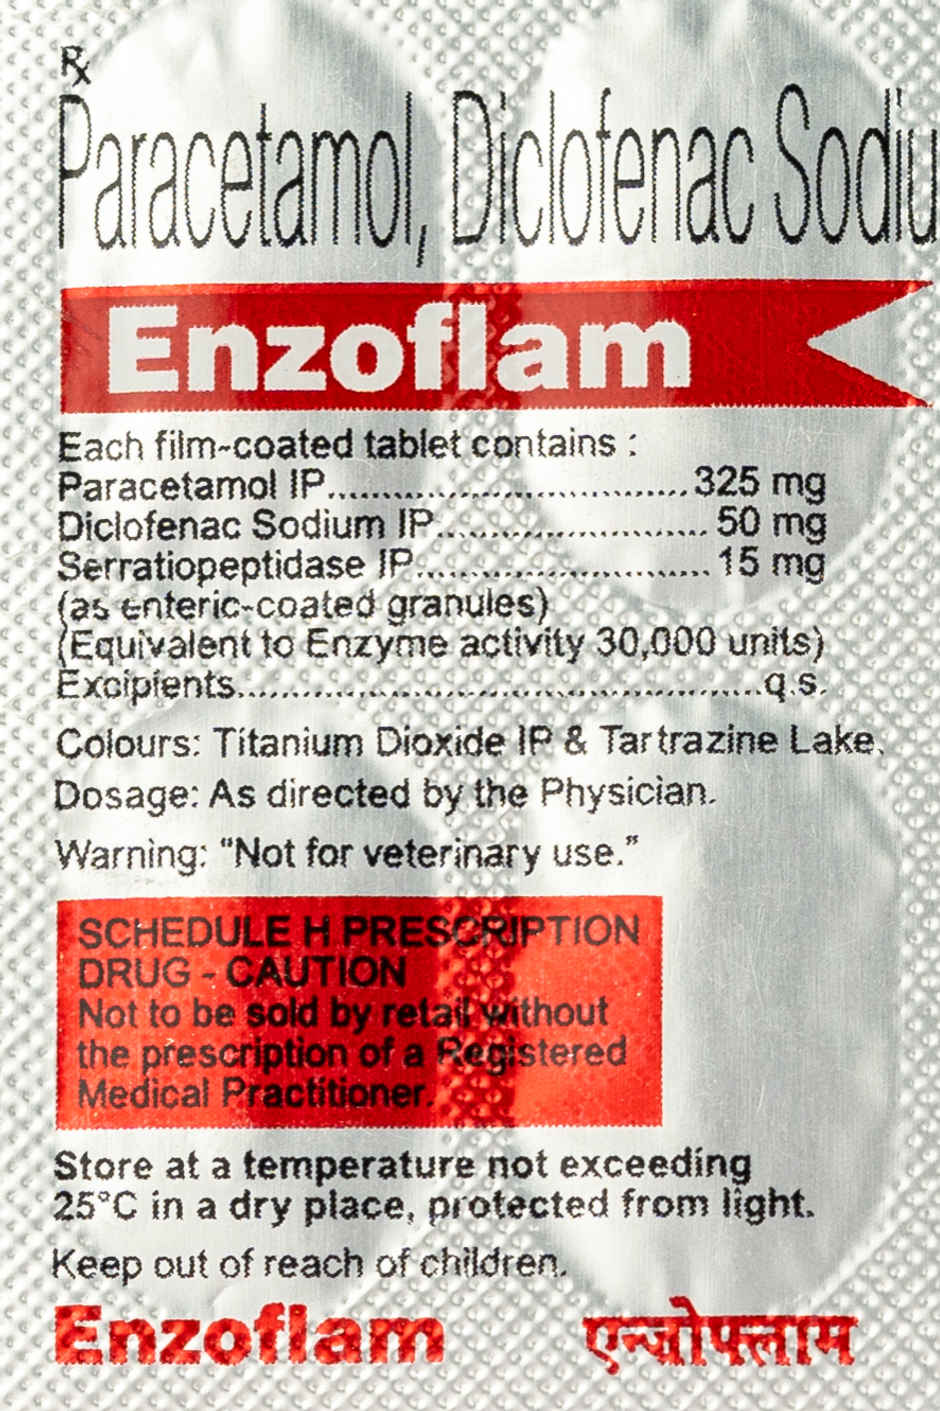 Rx
Paracetamol, Diclofenac Sodiu
Enzoflam
Each film-coated tablet contains :
Paracetamol IP................................325 mg
Diclofenac Sodium IP........................ 50 mg
Serratiopeptidase IP.......................... 15 mg
(as enteric-coated granules)
(Equivalent to Enzyme activity 30,000 units)
Excipients..............................................q.s.
Colours: Titanium Dioxide IP & Tartrazine Lake.
Dosage: As directed by the Physician.
Warning: "Not for veterinary use."
SCHEDULE H PRESCRIPTION
DRUG - CAUTION
Not to be sold by retail without
the prescription of a Registered
Medical Practitioner.
Store at a temperature not exceeding
25°C in a dry place, protected from light.
Keep out of reach of children.
Enzoflam एन्जोफ्लाम